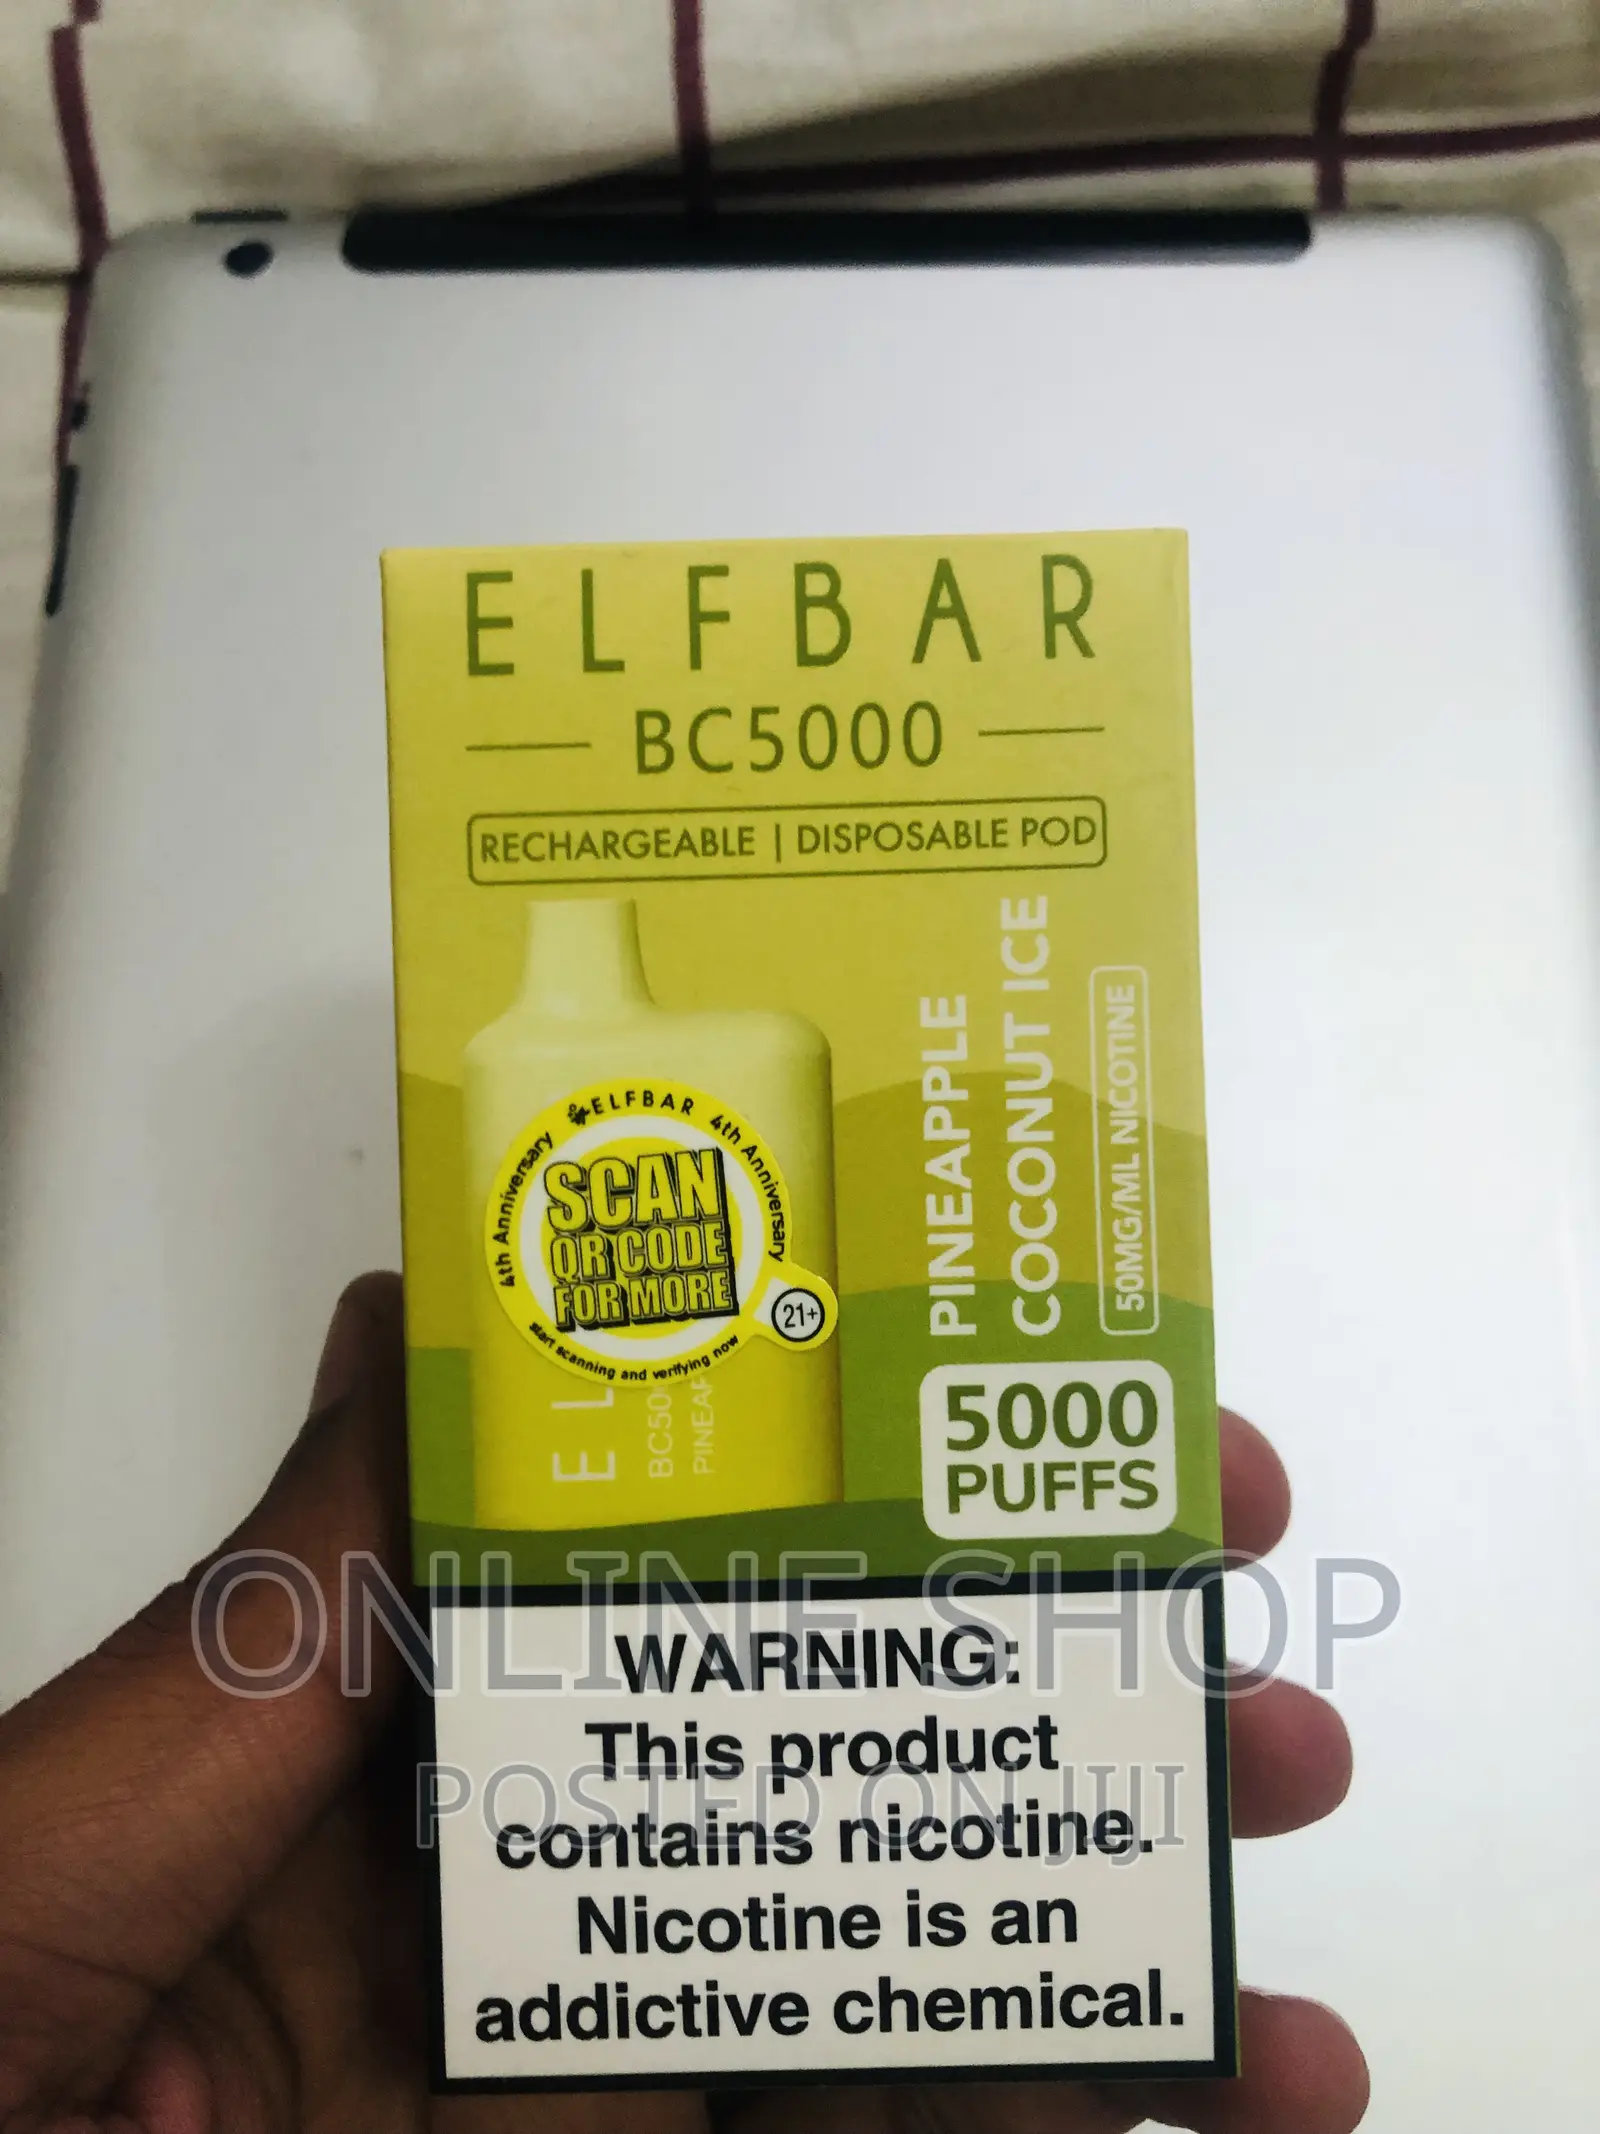 ELFBAR
BC5000
RECHARGEABLE | DISPOSABLE POD
PINEAPPLE
COCONUT ICE
50MG/ML NICOTINE
4th Anniversary ELFBAR 4th Anniversary
SCAN
QR CODE
FOR MORE
start scanning and verifying now
21+
E L
BC50
PINEAP
5000
PUFFS
ONLINE SHOP
WARNING:
This product
contains nicotine.
Nicotine is an
addictive chemical.
POSTED ON JIJI